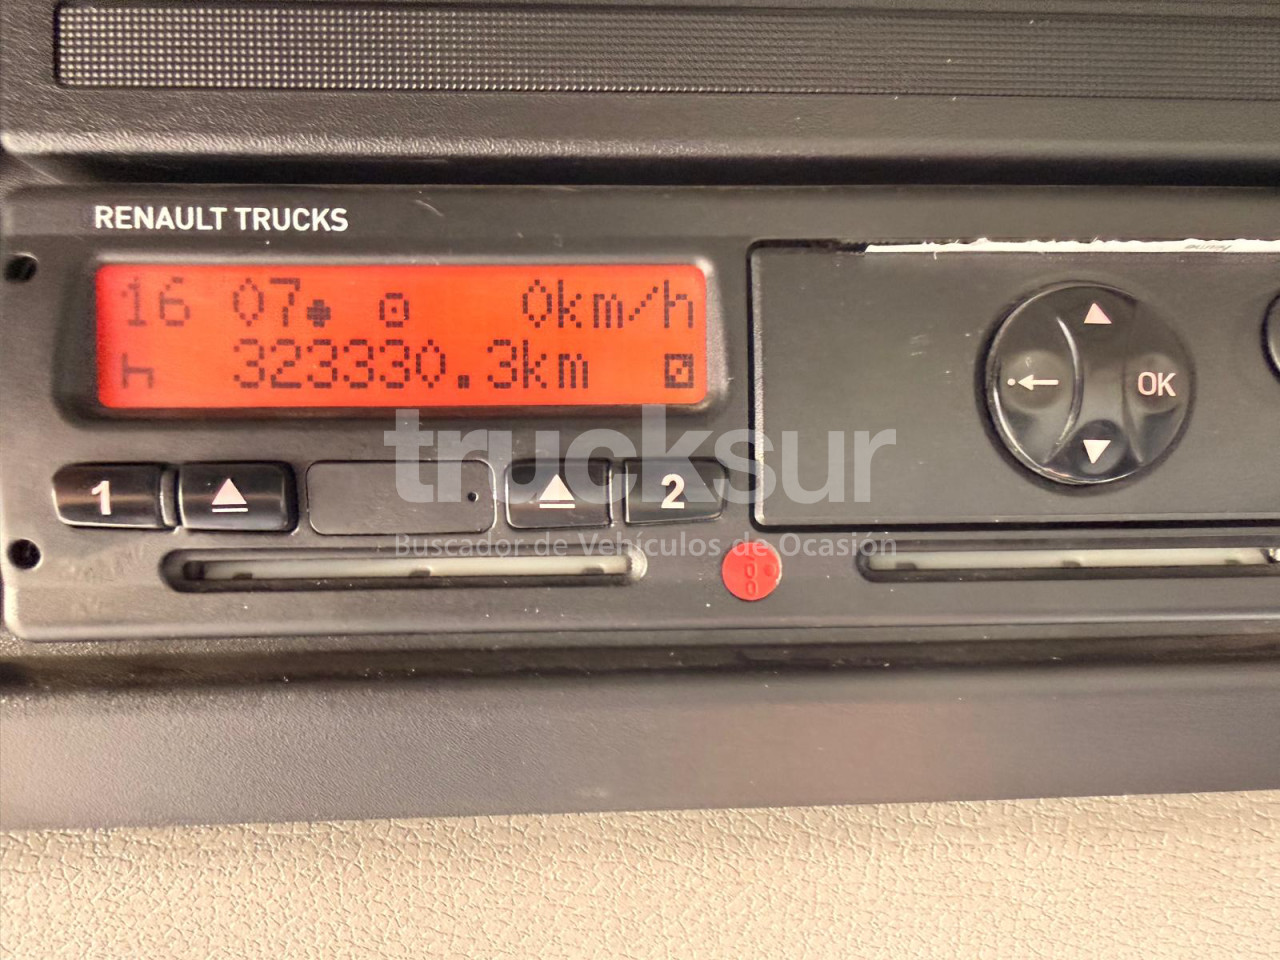 RENAULT TRUCKS
16 07 0km/h
323330.3km
OK
1 2
trucksur
Buscador de Vehículos de Ocasión